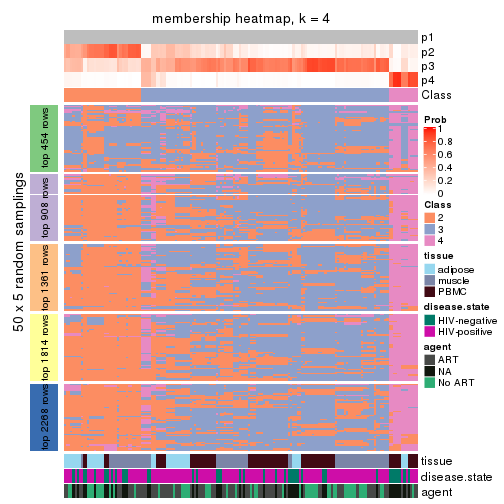 membership heatmap, k = 4
p1
p2
p3
p4
Class
50 x 5 random samplings
top 454 rows
top 908 rows
top 1361 rows
top 1814 rows
top 2268 rows
tissue
disease.state
agent
Prob
1
0.8
0.6
0.4
0.2
0
Class
2
3
4
tissue
adipose
muscle
PBMC
disease.state
HIV-negative
HIV-positive
agent
ART
NA
No ART